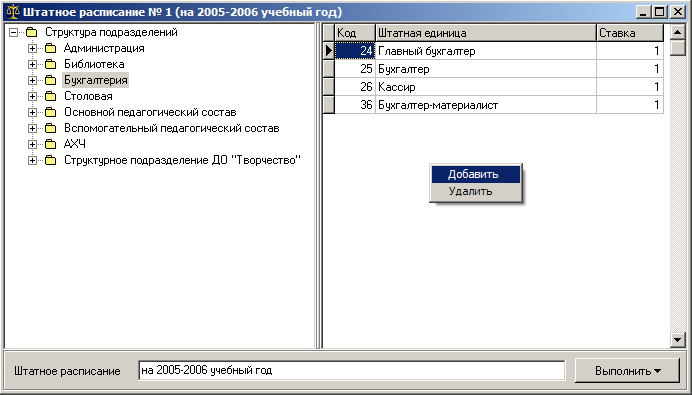 Штатное расписание № 1 (на 2005-2006 учебный год)
Структура подразделений
Администрация
Библиотека
Бухгалтерия
Столовая
Основной педагогический состав
Вспомогательный педагогический состав
АХЧ
Структурное подразделение ДО "Творчество"
Код Штатная единица Ставка
24 Главный бухгалтер 1
25 Бухгалтер 1
26 Кассир 1
36 Бухгалтер-материалист 1
Добавить
Удалить
Штатное расписание на 2005-2006 учебный год Выполнить